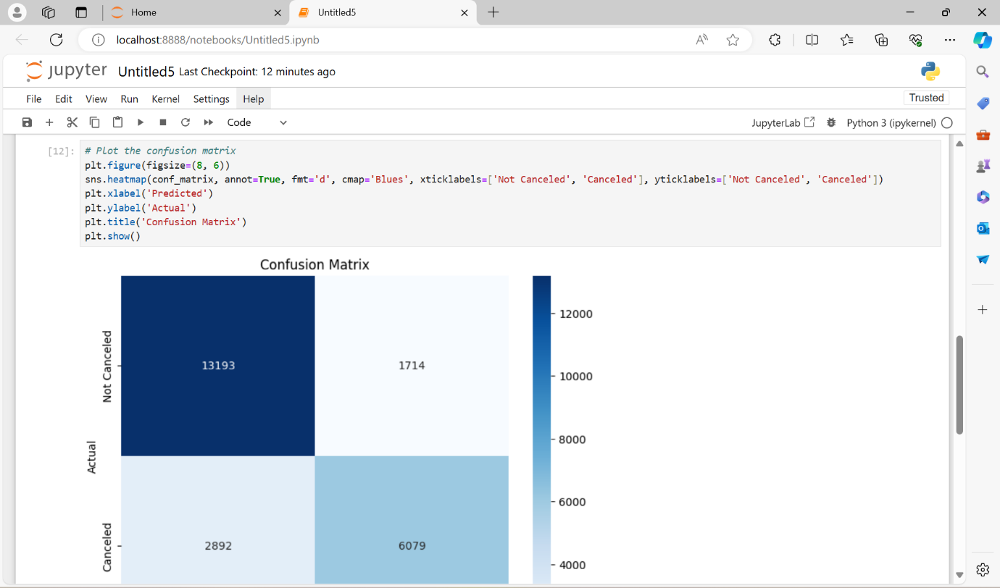 Home
Untitled5
localhost:8888/notebooks/Untitled5.ipynb
jupyter Untitled5 Last Checkpoint: 12 minutes ago
File Edit View Run Kernel Settings Help
Trusted
Code
JupyterLab
Python 3 (ipykernel)
[12]:
# Plot the confusion matrix
plt.figure(figsize=(8, 6))
sns.heatmap(conf_matrix, annot=True, fmt='d', cmap='Blues', xticklabels=['Not Canceled', 'Canceled'], yticklabels=['Not Canceled', 'Canceled'])
plt.xlabel('Predicted')
plt.ylabel('Actual')
plt.title('Confusion Matrix')
plt.show()
Confusion Matrix
Actual
Not Canceled
13193
1714
Canceled
2892
6079
12000
10000
8000
6000
4000